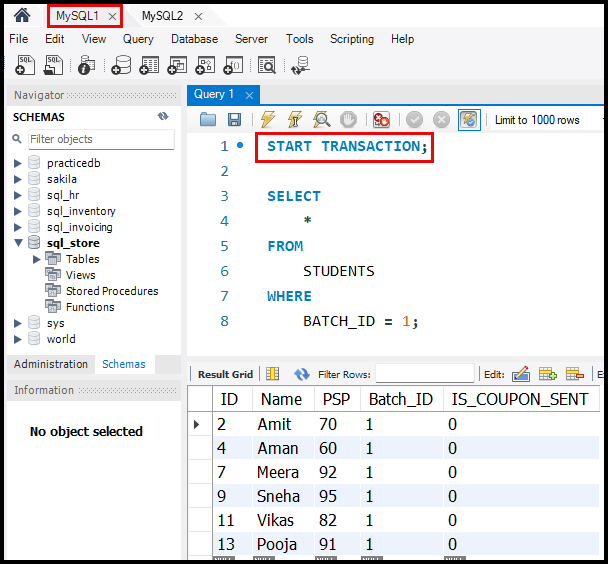 MySQL1 × MySQL2 ×
File Edit View Query Database Server Tools Scripting Help
Navigator
SCHEMAS
Filter objects
practicedb
sakila
sql_hr
sql_inventory
sql_invoicing
sql_store
Tables
Views
Stored Procedures
Functions
sys
world
Administration Schemas
Information
No object selected
Query 1 ×
Limit to 1000 rows
1 START TRANSACTION;
2
3 SELECT
4 *
5 FROM
6 STUDENTS
7 WHERE
8 BATCH_ID = 1;
Result Grid Filter Rows: Edit:
ID Name PSP Batch_ID IS_COUPON_SENT
2 Amit 70 1 0
4 Aman 60 1 0
7 Meera 92 1 0
9 Sneha 95 1 0
11 Vikas 82 1 0
13 Pooja 91 1 0